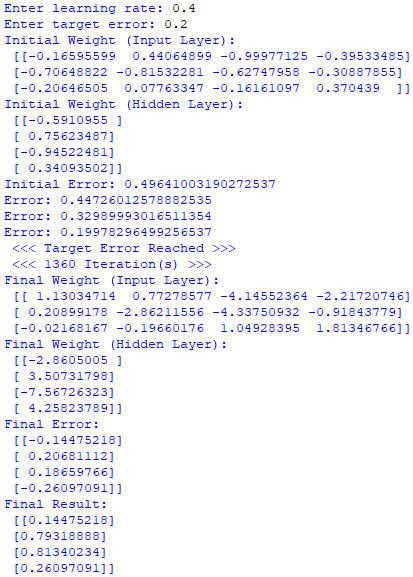 Enter learning rate: 0.4
Enter target error: 0.2
Initial Weight (Input Layer):
[[-0.16595599  0.44064899 -0.99977125 -0.39533485]
[-0.70648822 -0.81532281 -0.62747958 -0.30887855]
[-0.20646505  0.07763347 -0.16161097  0.370439  ]]
Initial Weight (Hidden Layer):
[[-0.5910955 ]
[ 0.75623487]
[-0.94522481]
[ 0.34093502]]
Initial Error: 0.49641003190272537
Error: 0.44726012578882535
Error: 0.32989993016511354
Error: 0.19978296499256537
<<< Target Error Reached >>>
<<< 1360 Iteration(s) >>>
Final Weight (Input Layer):
[[ 1.13034714  0.77278577 -4.14552364 -2.21720746]
[ 0.20899178 -2.86211556 -4.33750932 -0.91843779]
[-0.02168167 -0.19660176  1.04928395  1.81346766]]
Final Weight (Hidden Layer):
[[-2.8605005 ]
[ 3.50731798]
[-7.56726323]
[ 4.25823789]]
Final Error:
[[-0.14475218]
[ 0.20681112]
[ 0.18659766]
[-0.26097091]]
Final Result:
[[0.14475218]
[0.79318888]
[0.81340234]
[0.26097091]]